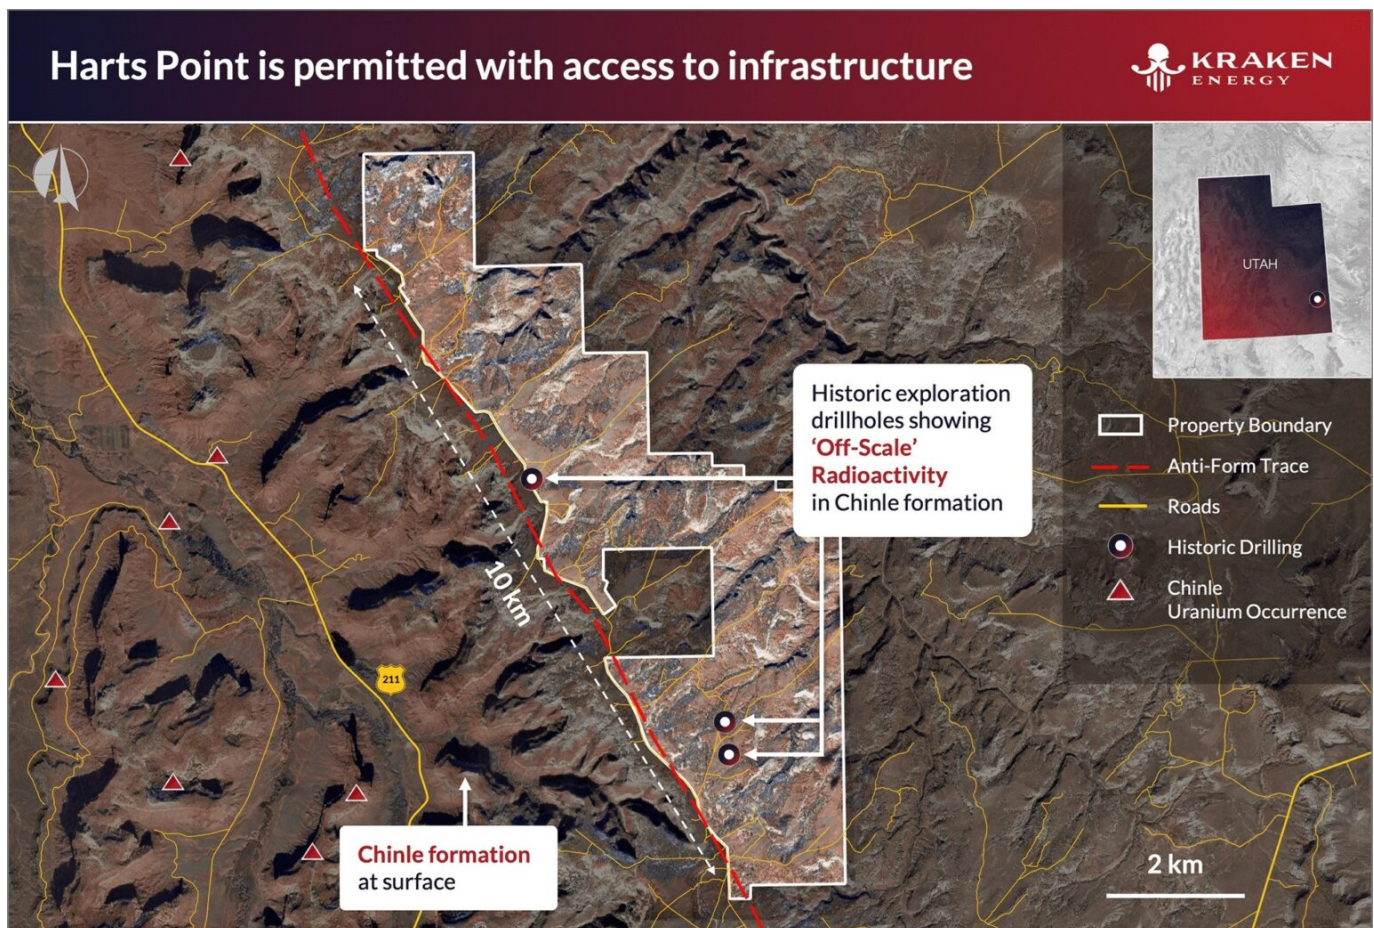 Harts Point is permitted with access to infrastructure
KRAKEN
ENERGY
UTAH
Historic exploration
drillholes showing
‘Off-Scale’
Radioactivity
in Chinle formation
Property Boundary
Anti-Form Trace
Roads
Historic Drilling
Chinle
Uranium Occurrence
10 km
211
Chinle formation
at surface
2 km